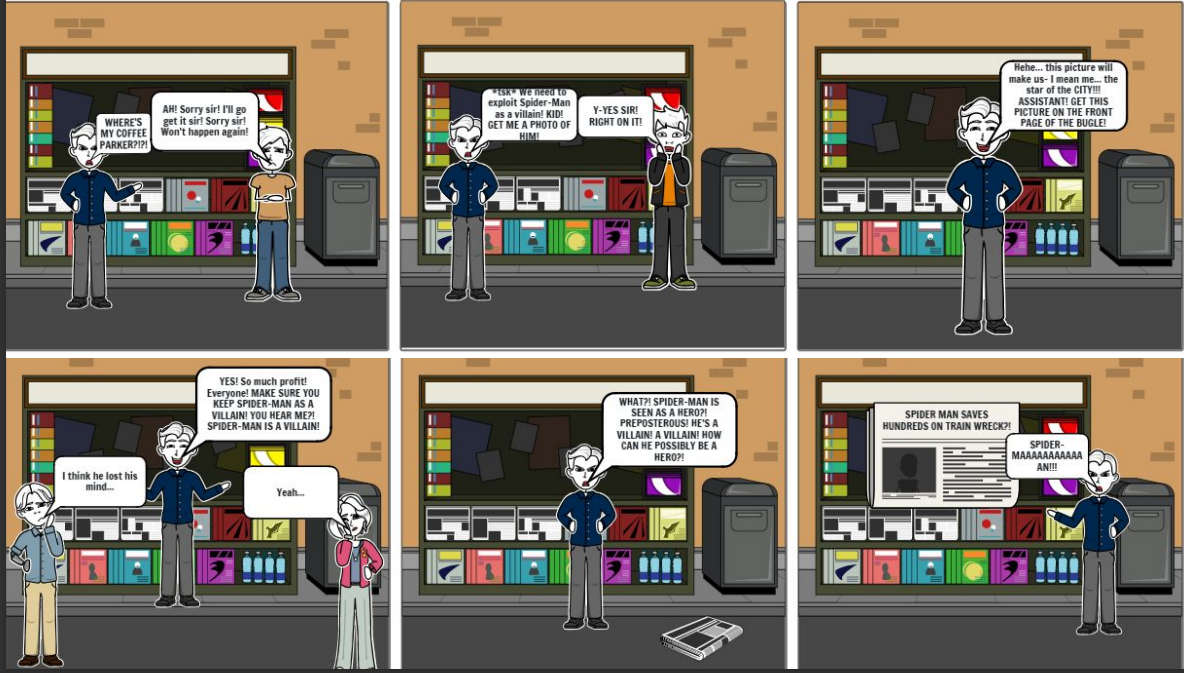 WHERE'S
MY COFFEE
PARKER?!?!
AH! Sorry sir! I'll go
get it sir! Sorry sir!
Won't happen again!
*tsk* We need to
exploit Spider-Man
as a villain! KID!
GET ME A PHOTO OF
HIM!
Y-YES SIR!
RIGHT ON IT!
Hehe... this picture will
make us- I mean me... the
star of the CITY!!!
ASSISTANT! GET THIS
PICTURE ON THE FRONT
PAGE OF THE BUGLE!
YES! So much profit!
Everyone! MAKE SURE YOU
KEEP SPIDER-MAN AS A
VILLAIN! YOU HEAR ME?!
SPIDER-MAN IS A VILLAIN!
I think he lost his
mind...
Yeah...
WHAT?! SPIDER-MAN IS
SEEN AS A HERO?!
PREPOSTEROUS! HE'S A
VILLAIN! A VILLAIN! HOW
CAN HE POSSIBLY BE A
HERO?!
SPIDER MAN SAVES
HUNDREDS ON TRAIN WRECK?!
SPIDER-
MAAAAAAAAAAA
AN!!!